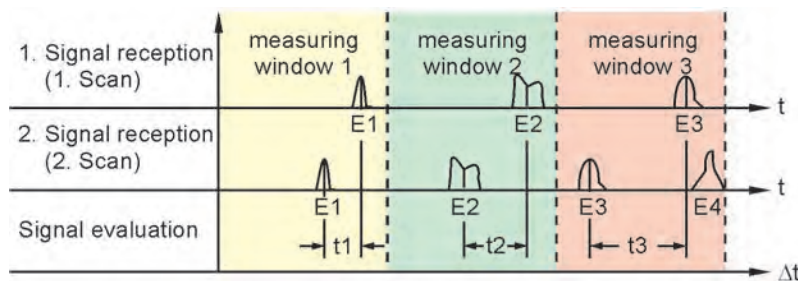 1. Signal reception
(1. Scan)
measuring
window 1
measuring
window 2
measuring
window 3
E1
E2
E3
t
2. Signal reception
(2. Scan)
E1
E2
E3
E4
t
Signal evaluation
t1
t2
t3
Δt